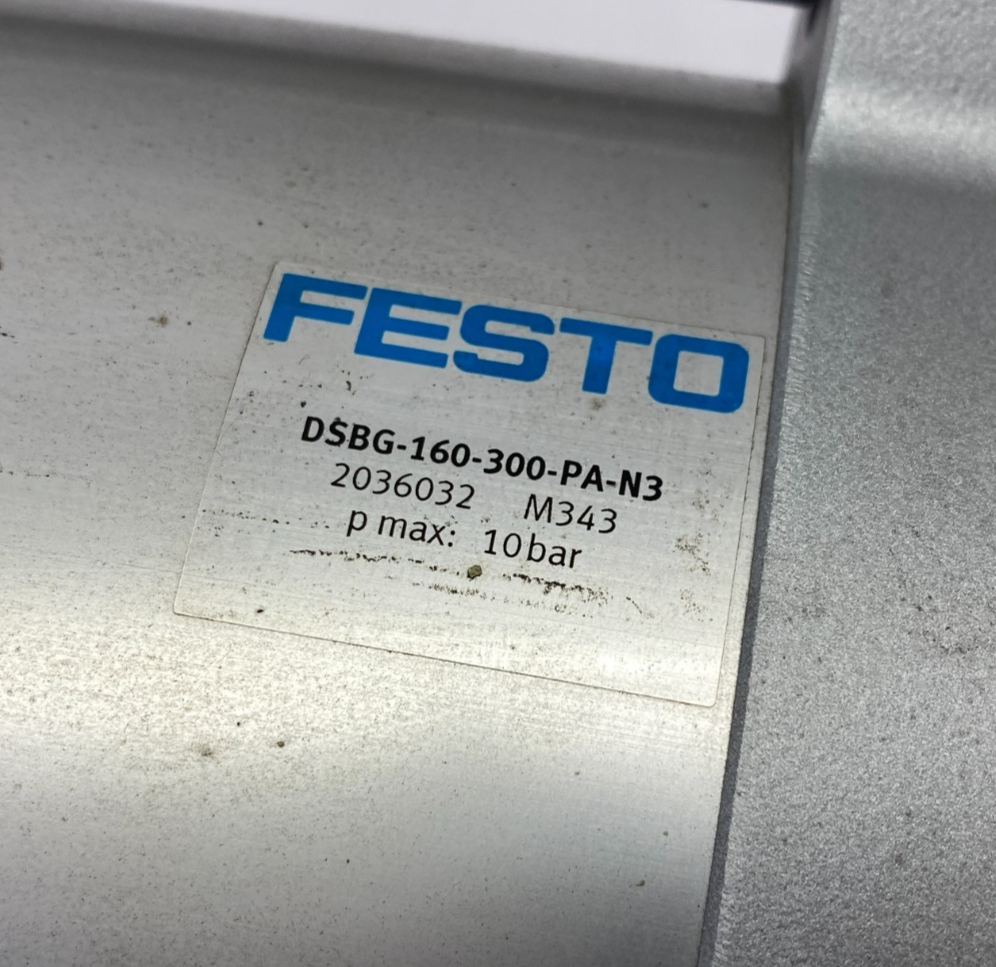 FESTO
DSBG-160-300-PA-N3
2036032 M343
p max: 10bar